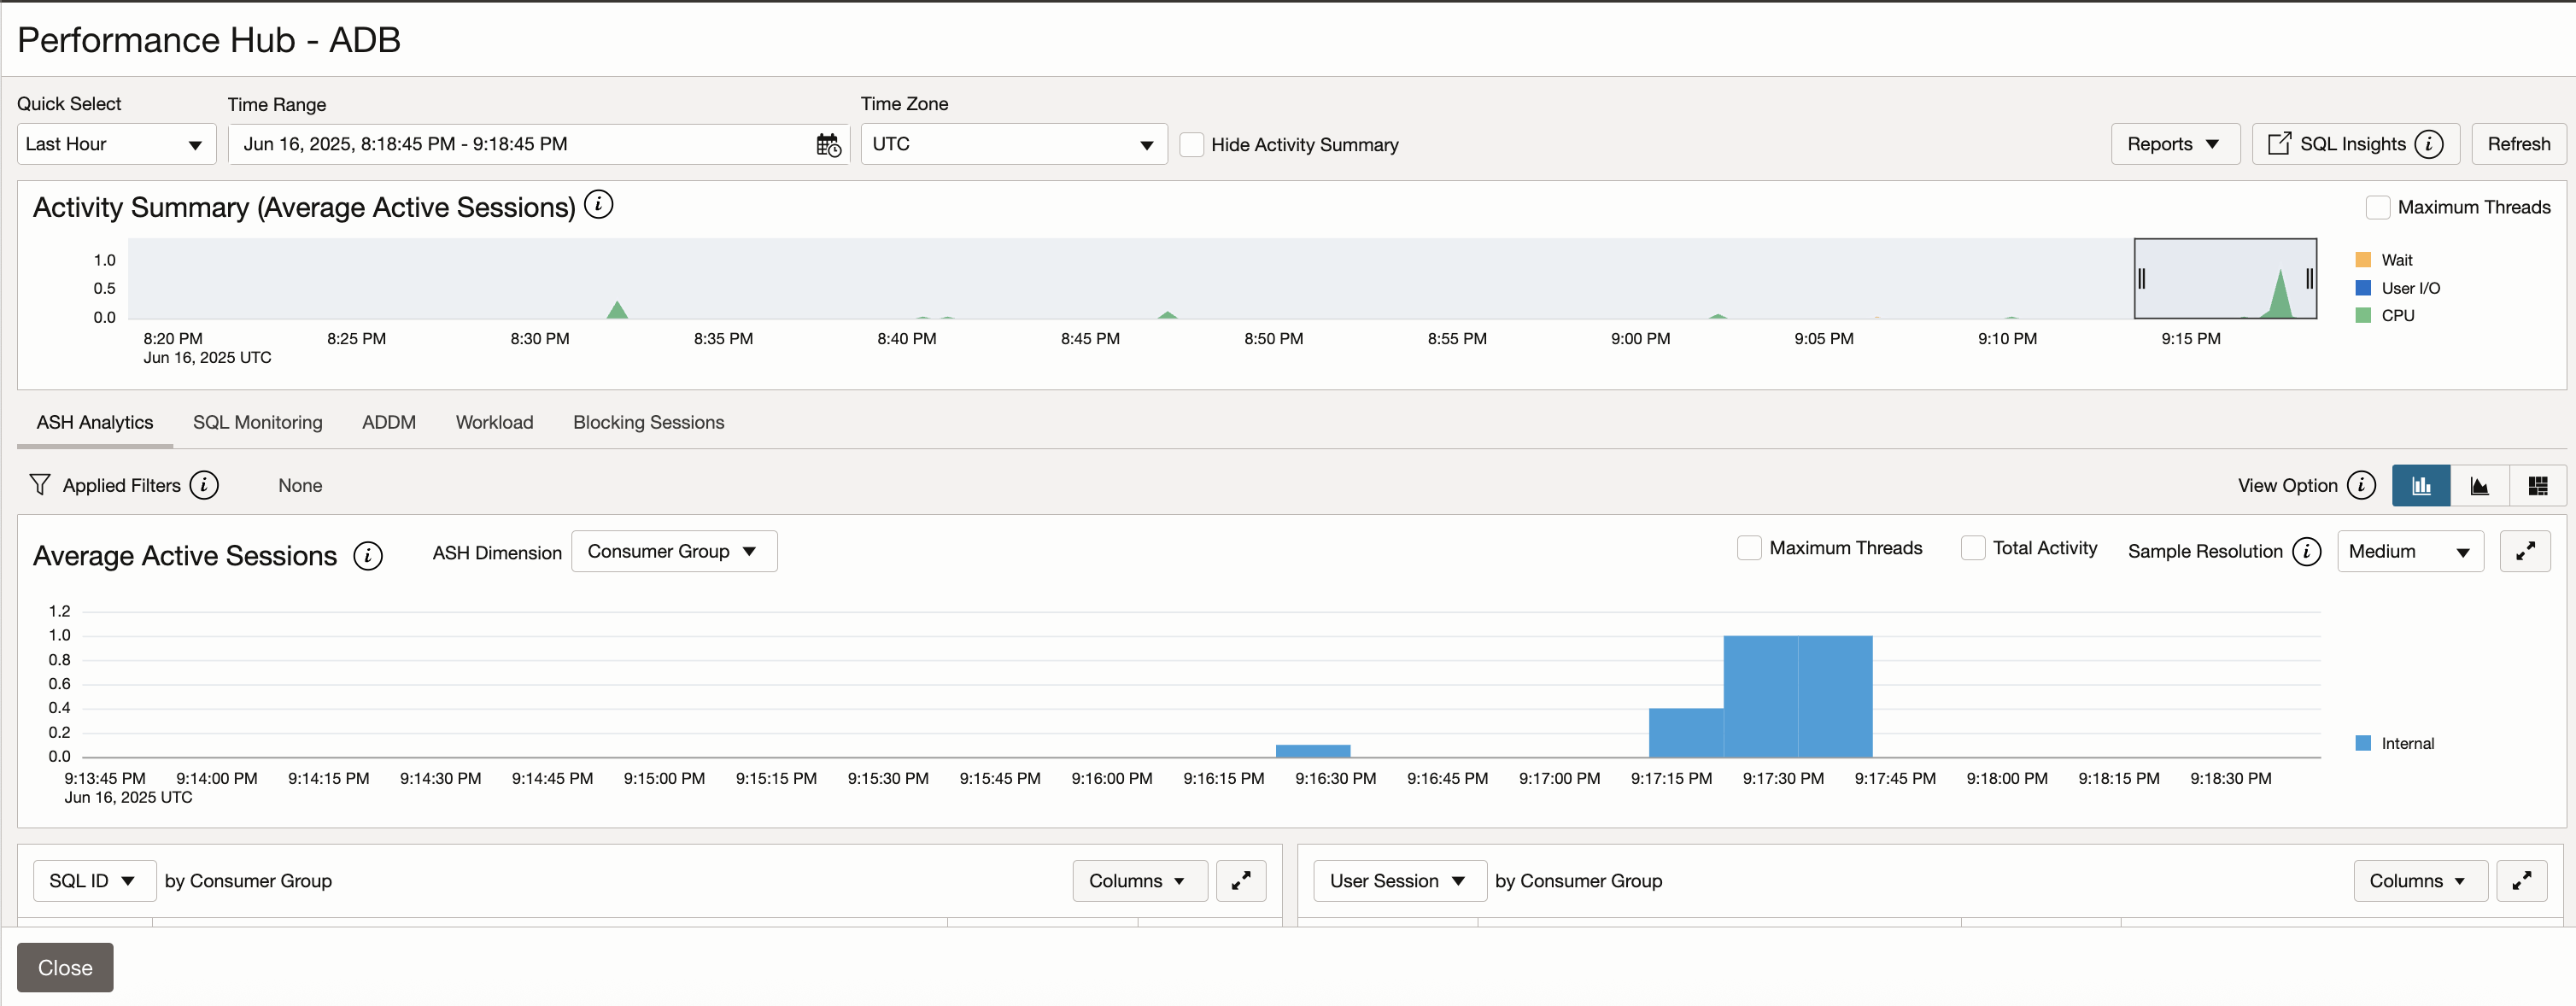 Performance Hub - ADB
Quick Select
Time Range
Time Zone
Last Hour
Jun 16, 2025, 8:18:45 PM - 9:18:45 PM
UTC
Hide Activity Summary
Reports
SQL Insights
Refresh
Activity Summary (Average Active Sessions)
Maximum Threads
1.0
0.5
0.0
Wait
User I/O
CPU
8:20 PM 8:25 PM 8:30 PM 8:35 PM 8:40 PM 8:45 PM 8:50 PM 8:55 PM 9:00 PM 9:05 PM 9:10 PM 9:15 PM
Jun 16, 2025 UTC
ASH Analytics SQL Monitoring ADDM Workload Blocking Sessions
Applied Filters
None
View Option
Average Active Sessions
ASH Dimension
Consumer Group
Maximum Threads
Total Activity
Sample Resolution
Medium
1.2
1.0
0.8
0.6
0.4
0.2
0.0
Internal
9:13:45 PM 9:14:00 PM 9:14:15 PM 9:14:30 PM 9:14:45 PM 9:15:00 PM 9:15:15 PM 9:15:30 PM 9:15:45 PM 9:16:00 PM 9:16:15 PM 9:16:30 PM 9:16:45 PM 9:17:00 PM 9:17:15 PM 9:17:30 PM 9:17:45 PM 9:18:00 PM 9:18:15 PM 9:18:30 PM
Jun 16, 2025 UTC
SQL ID
by Consumer Group
Columns
User Session
by Consumer Group
Columns
Close